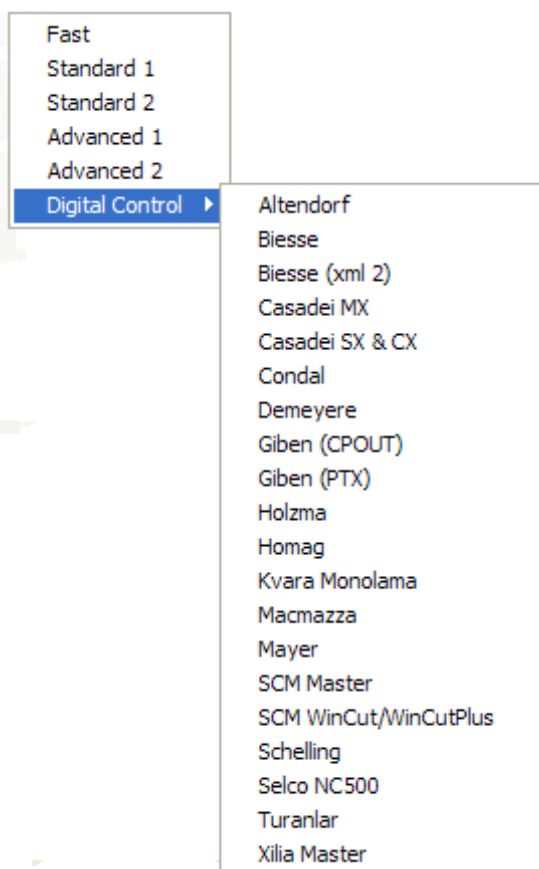 Fast
Standard 1
Standard 2
Advanced 1
Advanced 2
Digital Control
Altendorf
Biesse
Biesse (xml 2)
Casadei MX
Casadei SX & CX
Condal
Demeyere
Giben (CPOUT)
Giben (PTX)
Holzma
Homag
Kvara Monolama
Macmazza
Mayer
SCM Master
SCM WinCut/WinCutPlus
Schelling
Selco NC500
Turanlar
Xilia Master